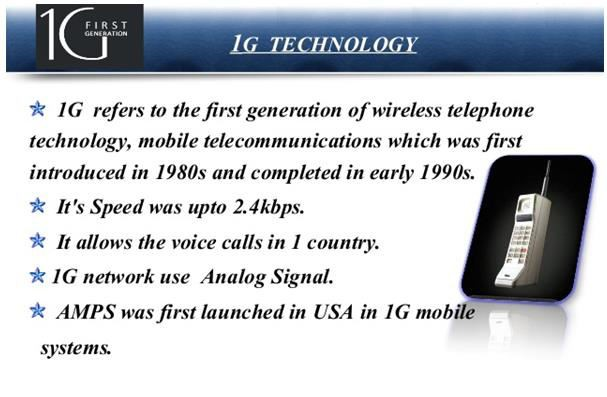 1G FIRST
GENERATION
1G TECHNOLOGY
1G refers to the first generation of wireless telephone
technology, mobile telecommunications which was first
introduced in 1980s and completed in early 1990s.
It's Speed was upto 2.4kbps.
It allows the voice calls in 1 country.
1G network use Analog Signal.
AMPS was first launched in USA in 1G mobile
systems.